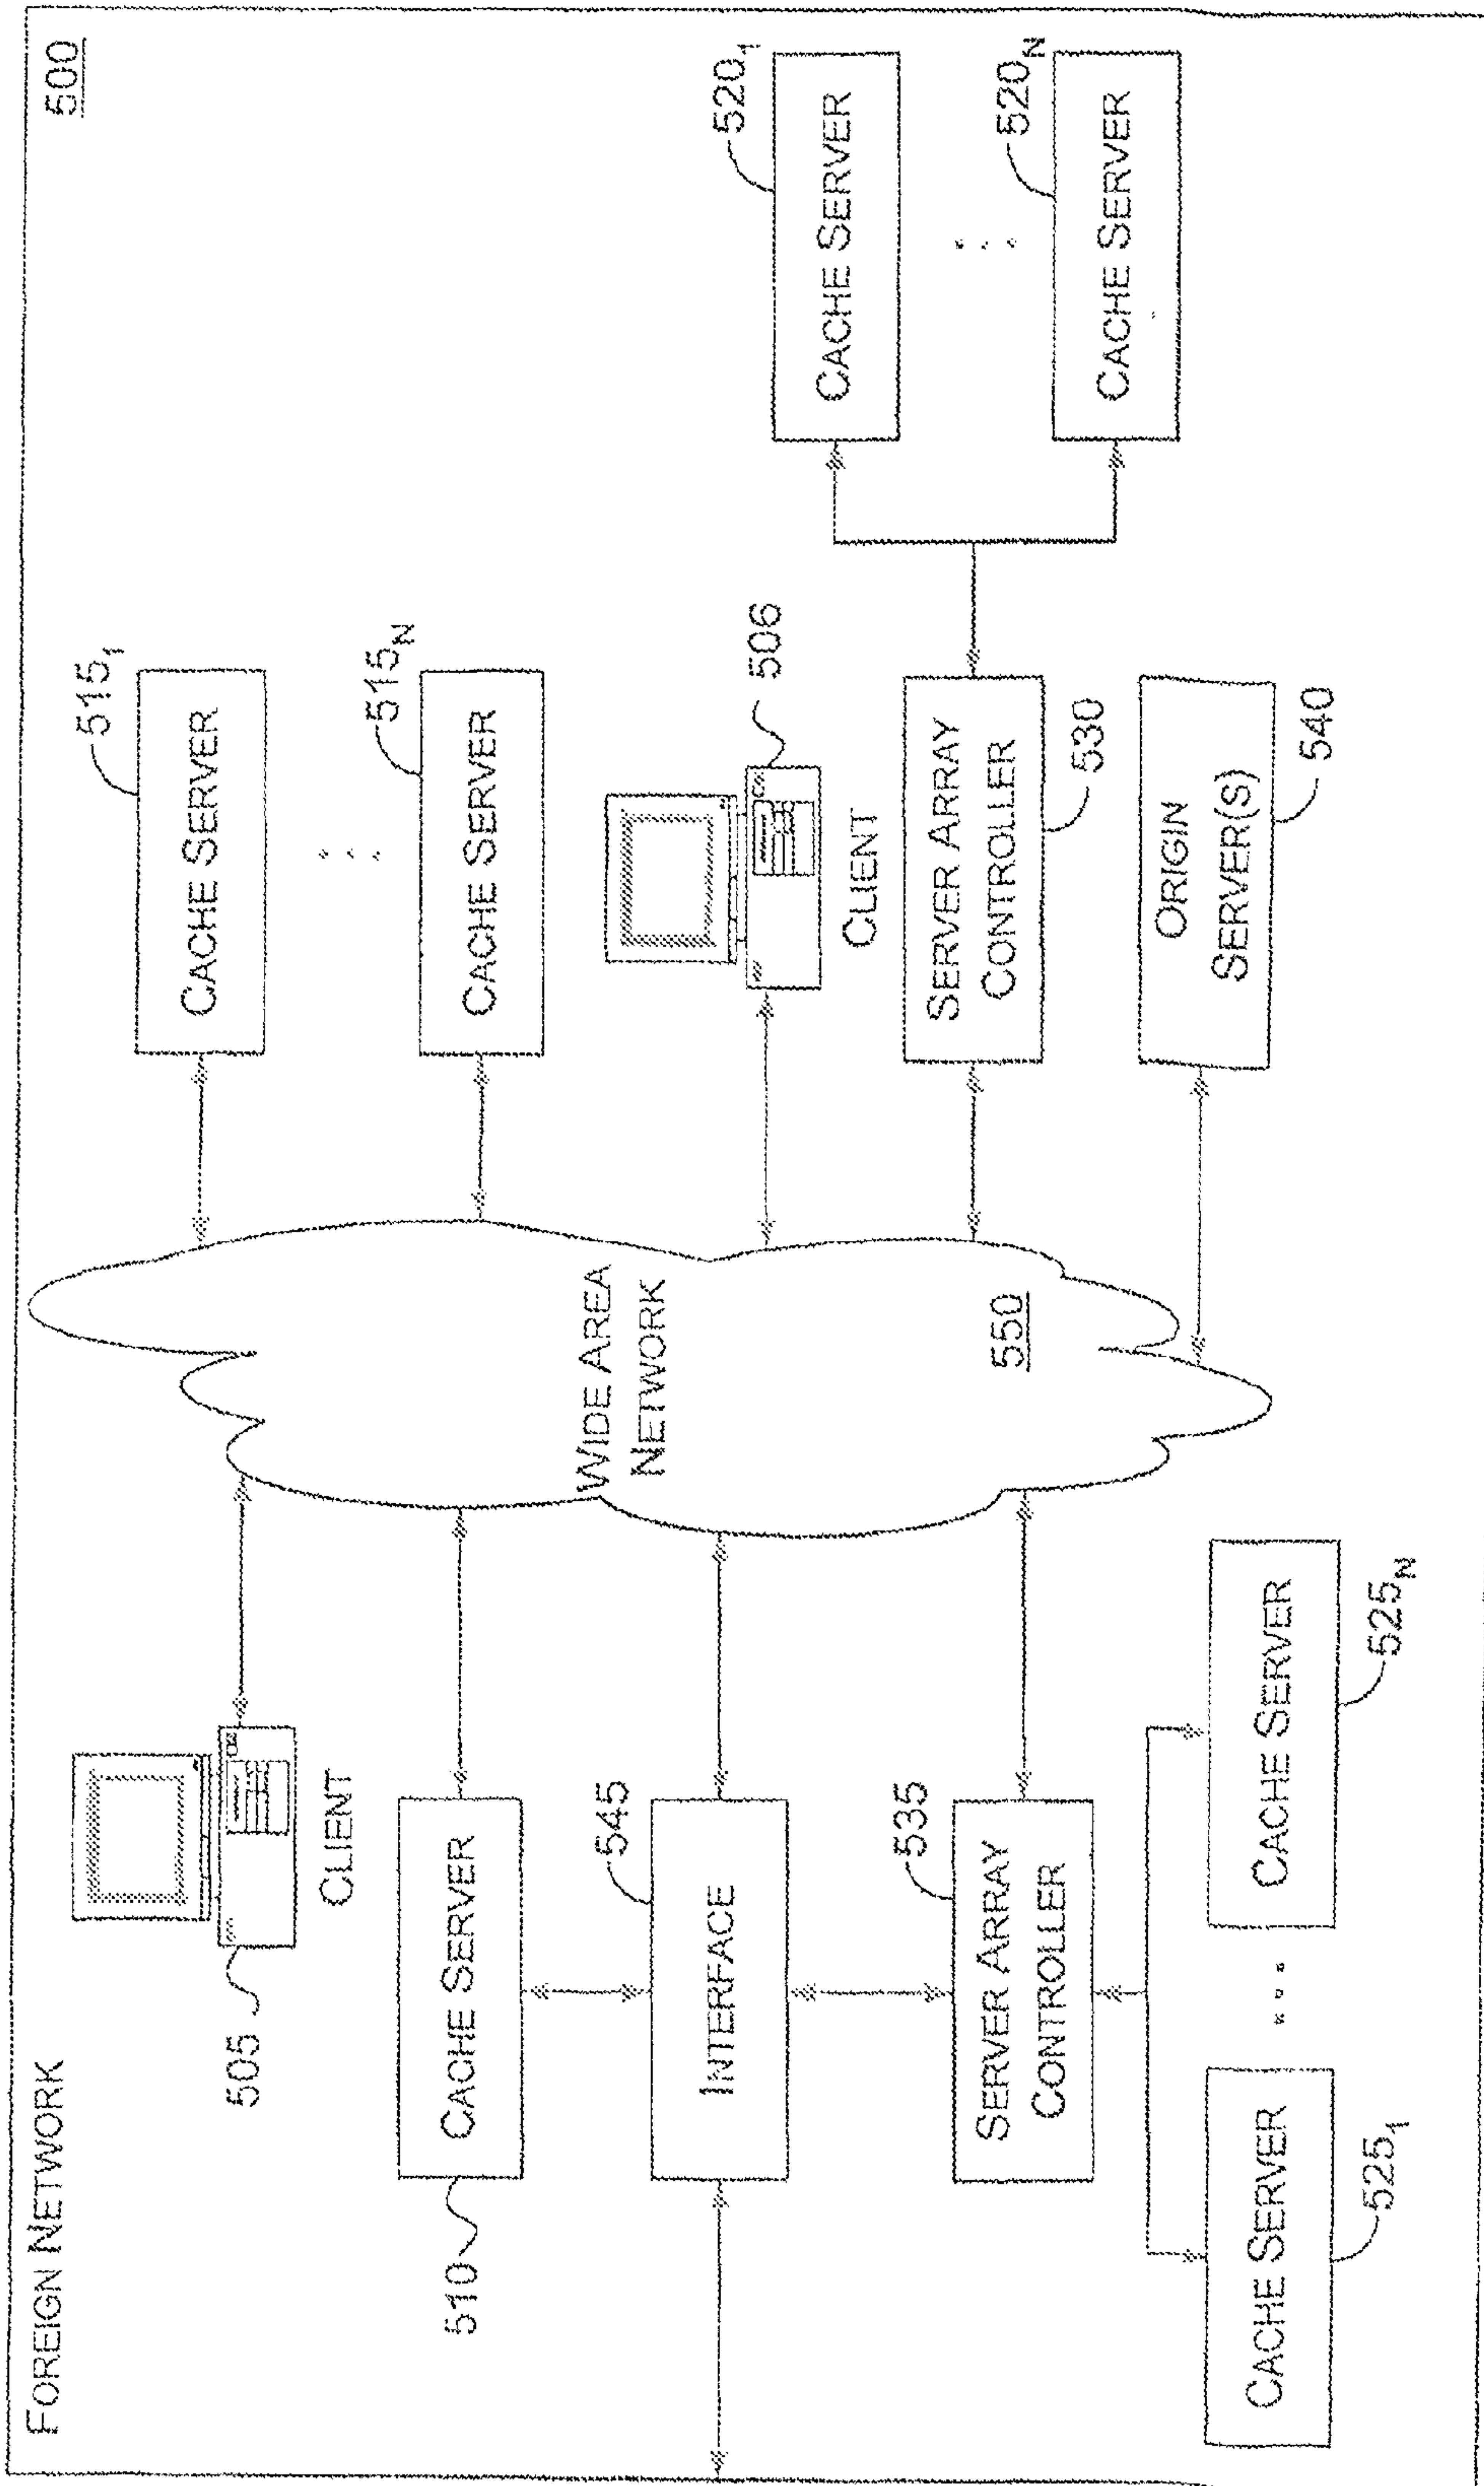 FOREIGN NETWORK
500
505
CLIENT
510
CACHE SERVER
545
INTERFACE
535
SERVER ARRAY
CONTROLLER
CACHE SERVER
525₁
CACHE SERVER
525N
WIDE AREA
NETWORK
550
515₁
CACHE SERVER
515N
CACHE SERVER
506
CLIENT
SERVER ARRAY
CONTROLLER
530
ORIGIN
SERVER(S)
540
520₁
CACHE SERVER
520N
CACHE SERVER